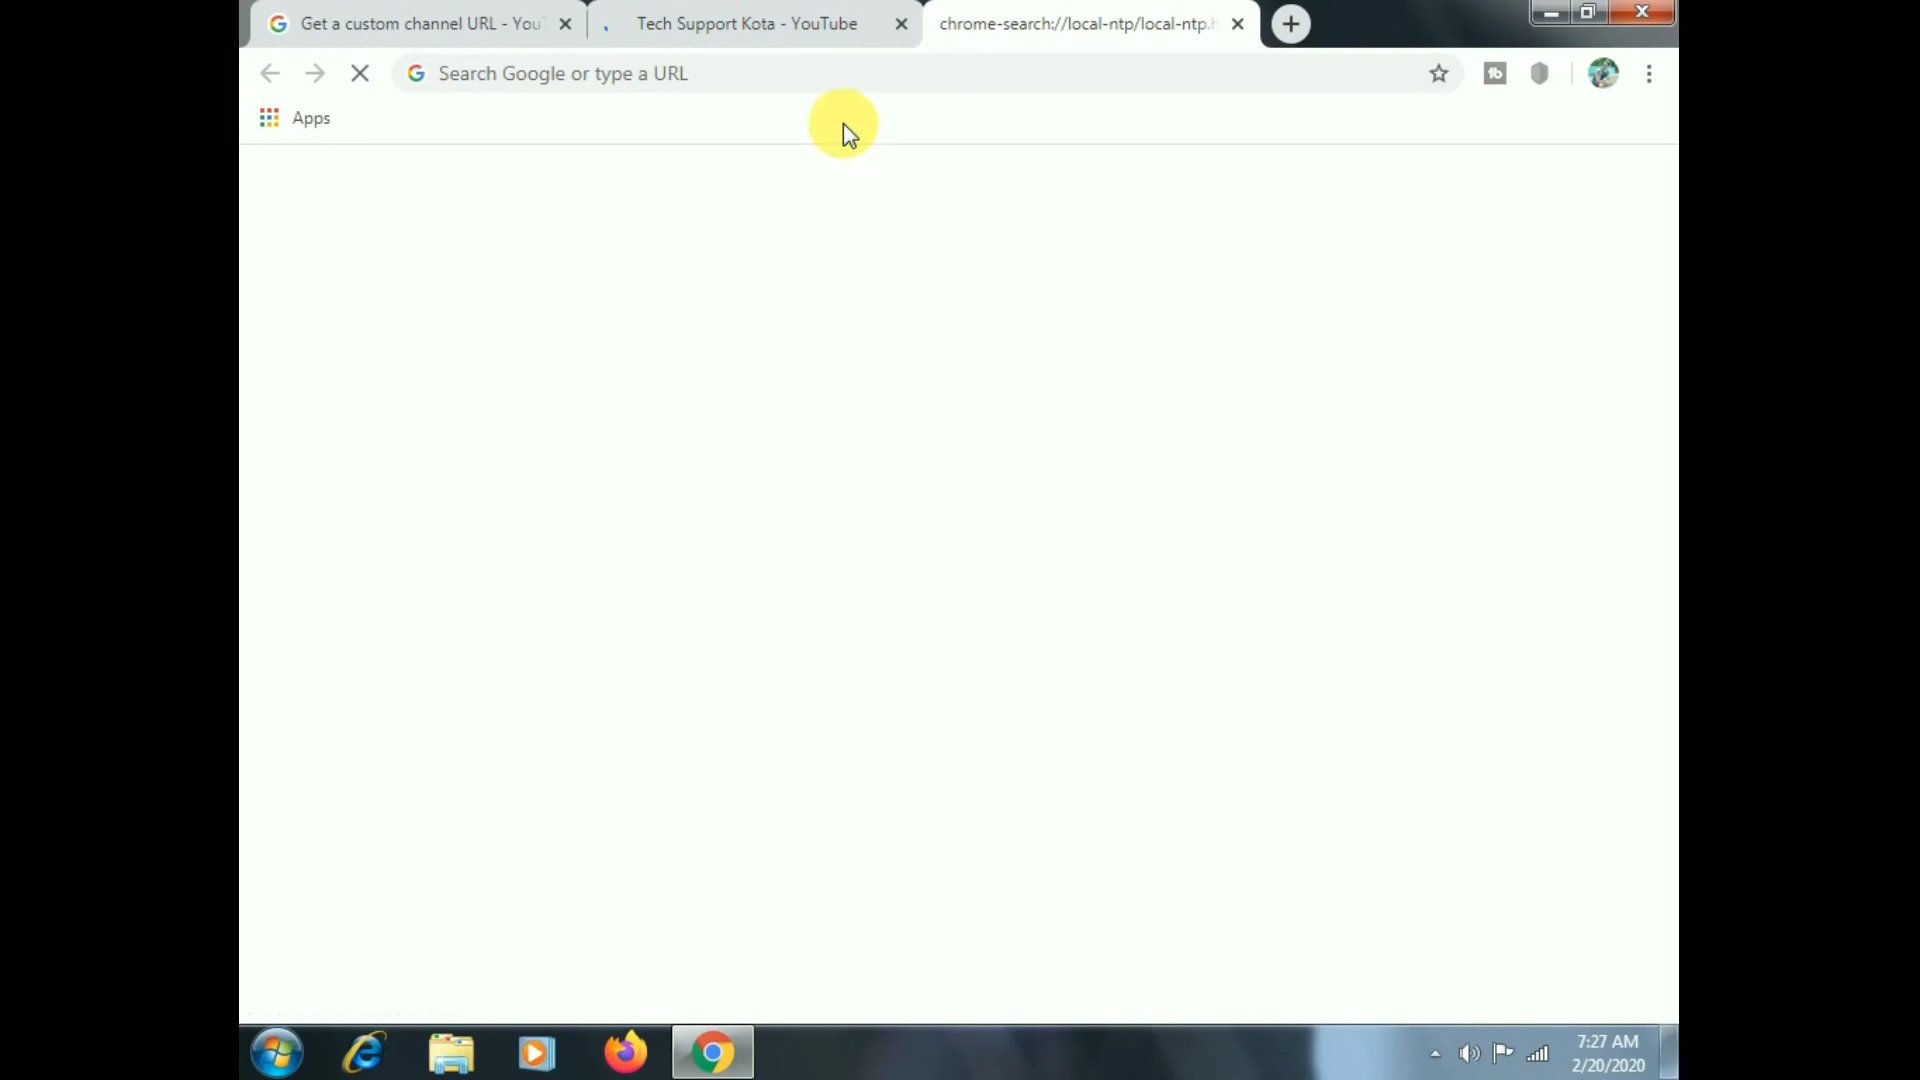 Get a custom channel URL - You
Tech Support Kota - YouTube
chrome-search://local-ntp/local-ntp.h
Search Google or type a URL
Apps
7:27 AM
2/20/2020